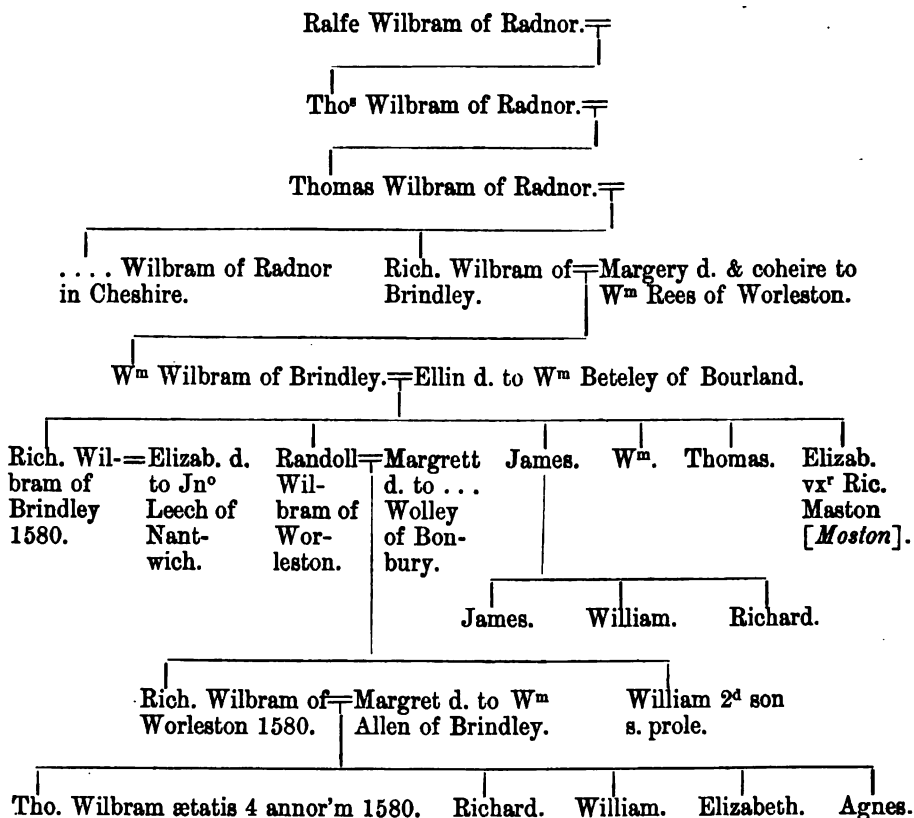 Ralfe Wilbram of Radnor.
Thoˢ Wilbram of Radnor.
Thomas Wilbram of Radnor.
. . . . Wilbram of Radnor
in Cheshire.
Rich. Wilbram of
Brindley.
Margery d. & coheire to
Wᵐ Rees of Worleston.
Wᵐ Wilbram of Brindley.
Ellin d. to Wᵐ Beteley of Bourland.
Rich. Wil-
bram of
Brindley
1580.
Elizab. d.
to Jnᵒ
Leech of
Nant-
wich.
Randoll
Wil-
bram of
Wor-
leston.
Margrett
d. to . . .
Wolley
of Bon-
bury.
James.
Wᵐ.
Thomas.
Elizab.
vxʳ Ric.
Maston
[Moston].
James.
William.
Richard.
Rich. Wilbram of
Worleston 1580.
Margret d. to Wᵐ
Allen of Brindley.
William 2ᵈ son
s. prole.
Tho. Wilbram ætatis 4 annor'm 1580.
Richard.
William.
Elizabeth.
Agnes.